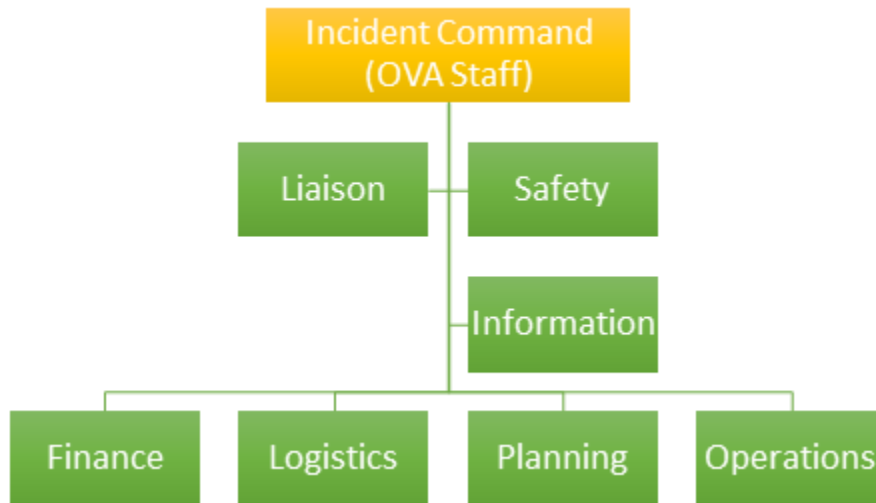 Incident Command
(OVA Staff)
Liaison
Safety
Information
Finance
Logistics
Planning
Operations